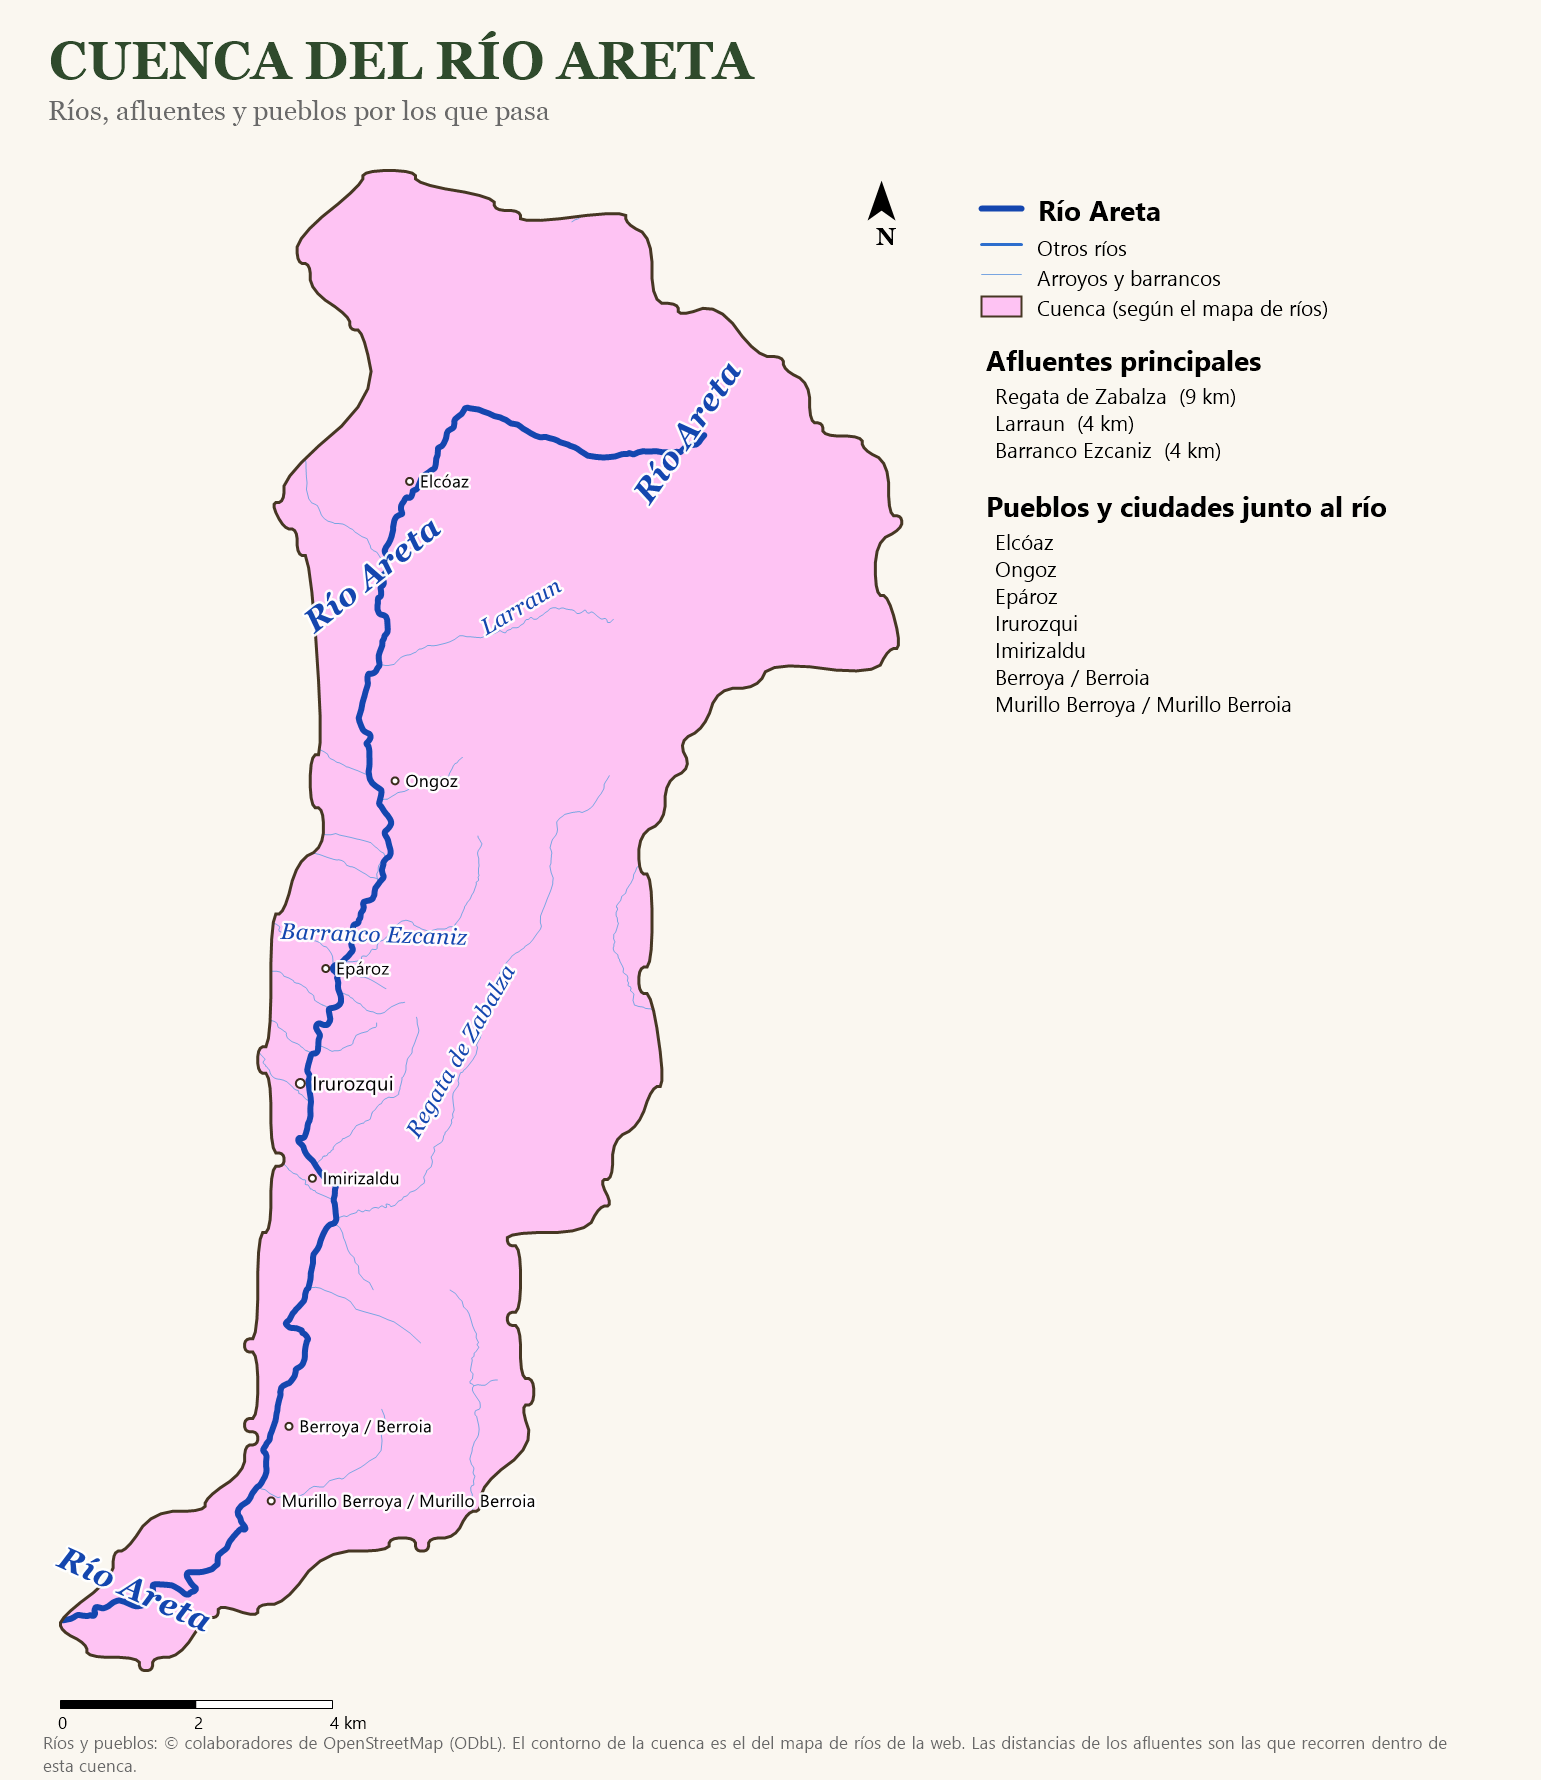 CUENCA DEL RÍO ARETA
Ríos, afluentes y pueblos por los que pasa
N
Río Areta
Otros ríos
Arroyos y barrancos
Cuenca (según el mapa de ríos)
Afluentes principales
Regata de Zabalza (9 km)
Larraun (4 km)
Barranco Ezcaniz (4 km)
Pueblos y ciudades junto al río
Elcóaz
Ongoz
Epároz
Irurozqui
Imirizaldu
Berroya / Berroia
Murillo Berroya / Murillo Berroia
Río Areta
Elcóaz
Río Areta
Larraun
Ongoz
Barranco Ezcaniz
Epároz
Regata de Zabalza
Irurozqui
Imirizaldu
Berroya / Berroia
Murillo Berroya / Murillo Berroia
Río Areta
0 2 4 km
Ríos y pueblos: © colaboradores de OpenStreetMap (ODbL). El contorno de la cuenca es el del mapa de ríos de la web. Las distancias de los afluentes son las que recorren dentro de
esta cuenca.